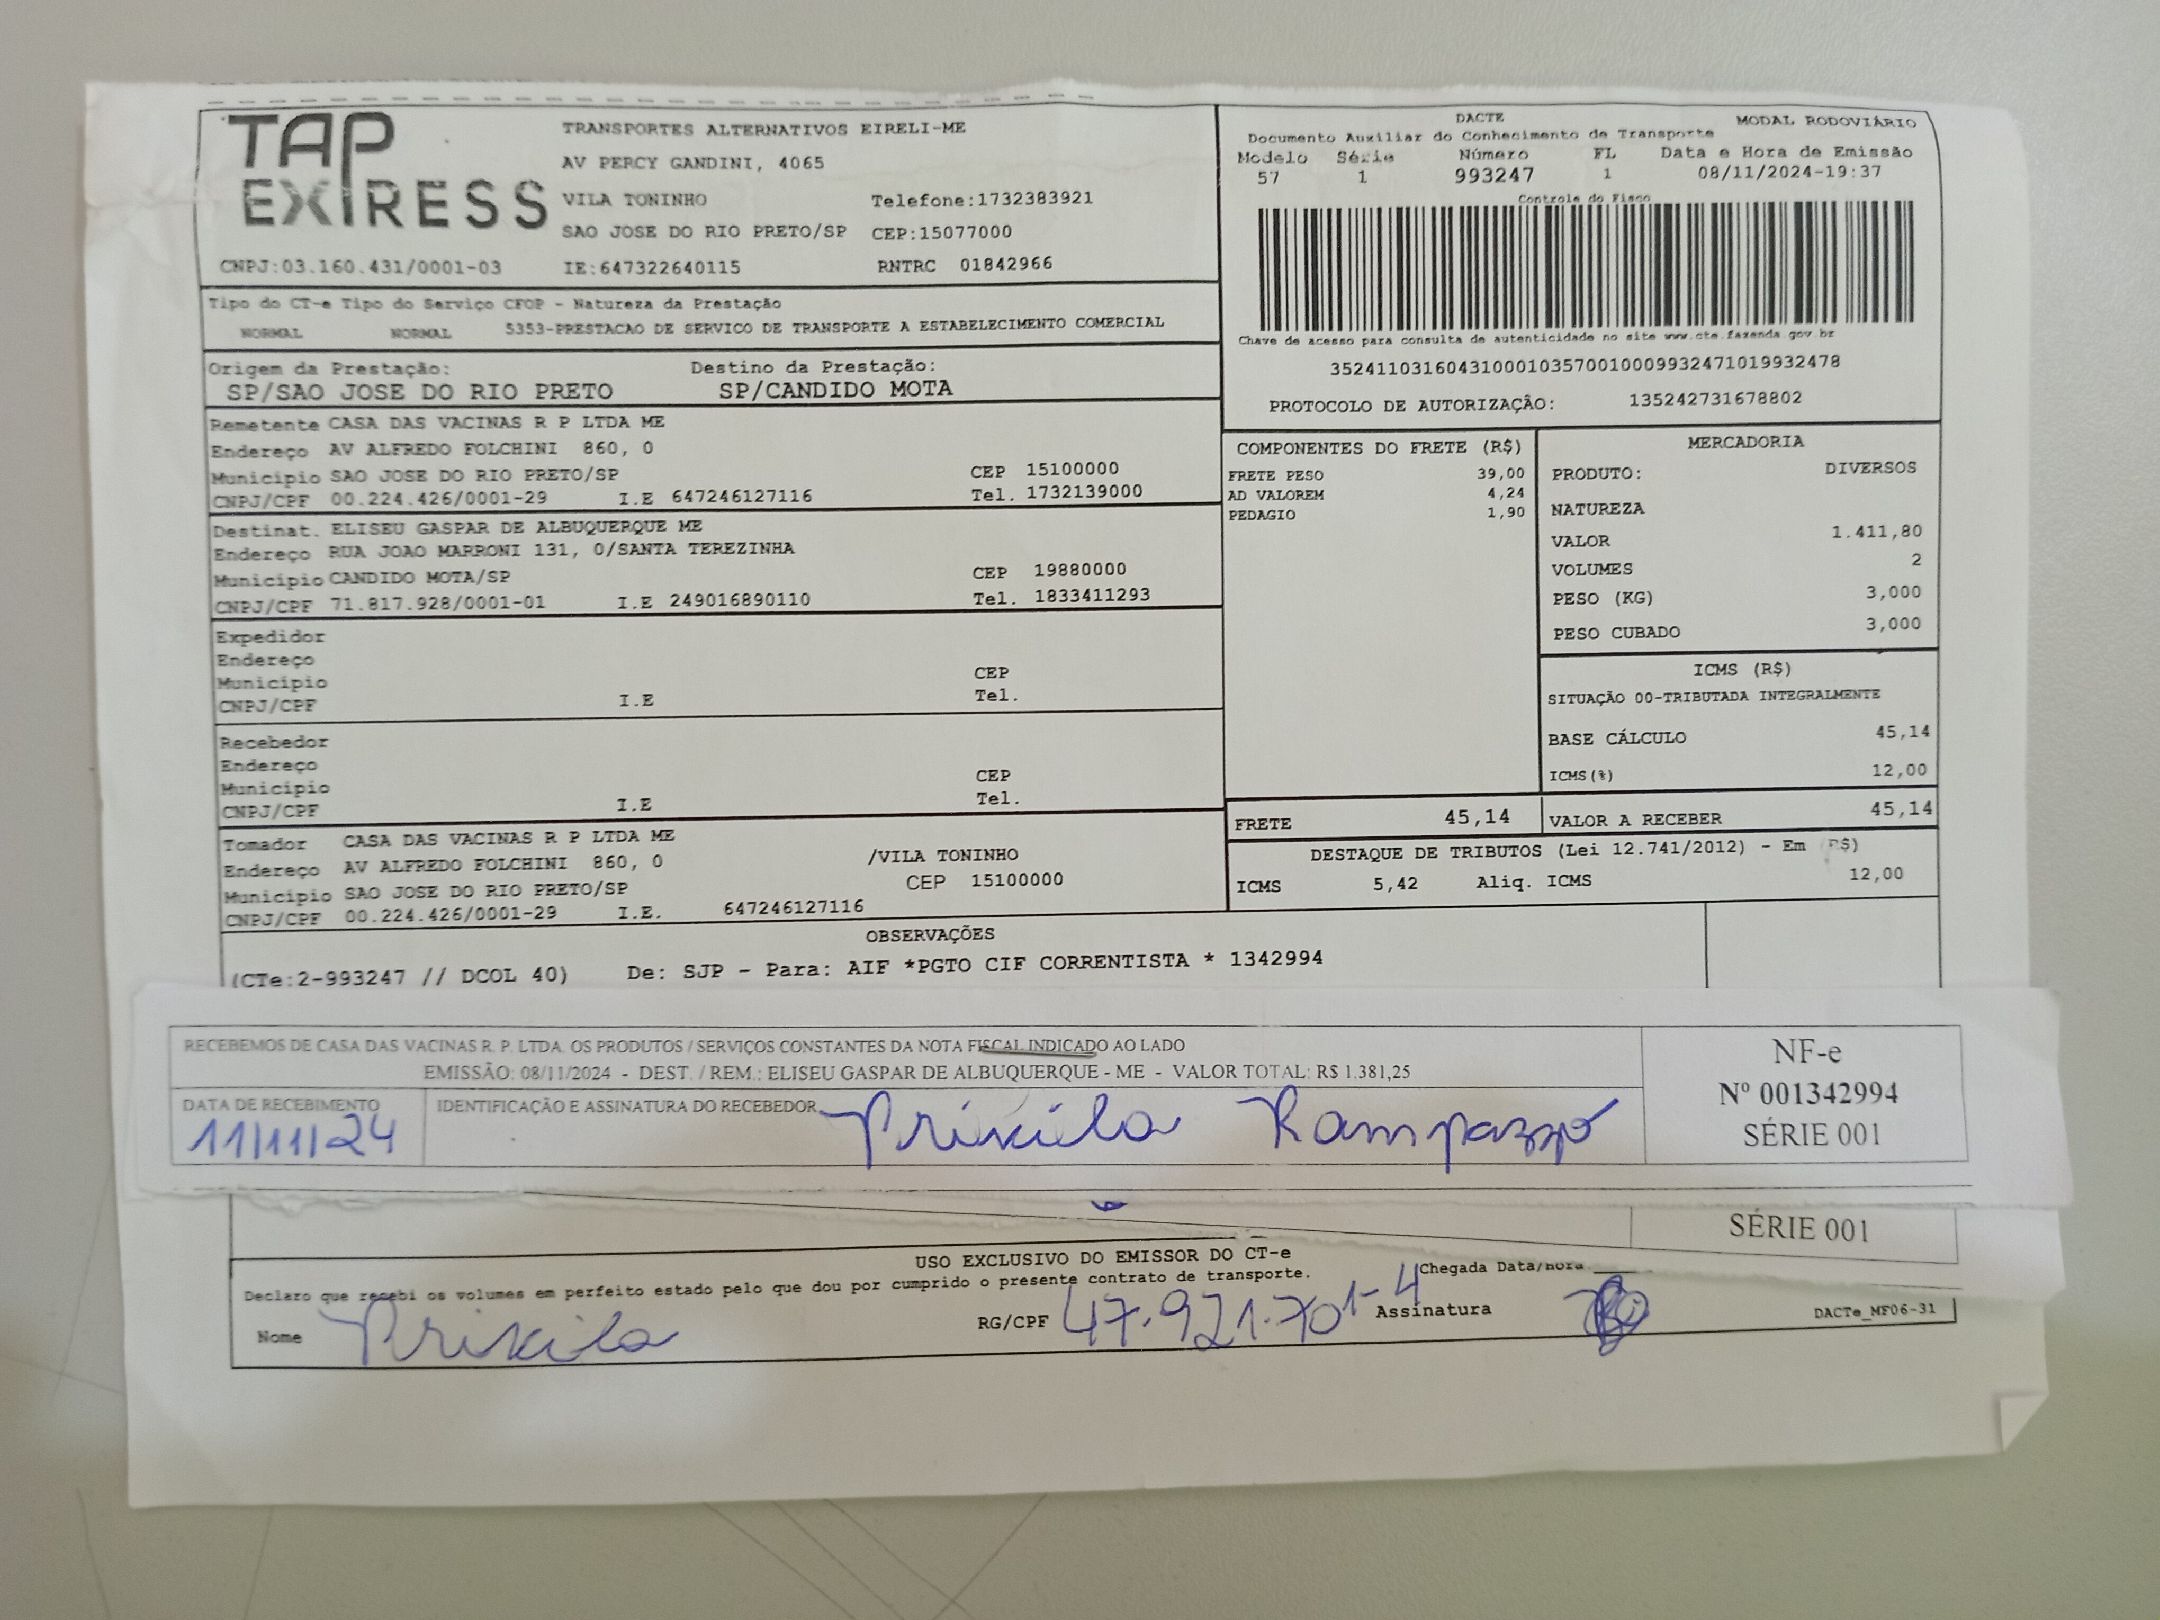 TAP EXPRESS
TRANSPORTES ALTERNATIVOS EIRELI-ME
AV PERCY GANDINI, 4065
VILA TONINHO Telefone:1732383921
SAO JOSE DO RIO PRETO/SP CEP:15077000
CNPJ:03.160.431/0001-03 IE:647322640115 RNTRC 01842966
DACTE MODAL RODOVIÁRIO
Documento Auxiliar do Conhecimento de Transporte
Modelo Série Número FL Data e Hora de Emissão
57 1 993247 1 08/11/2024-19:37
Controle do Fisco
Chave de acesso para consulta de autenticidade no site www.cte.fazenda.gov.br
35241103160431000103570010009932471019932478
PROTOCOLO DE AUTORIZAÇÃO: 135242731678802
Tipo do CT-e Tipo do Serviço CFOP - Natureza da Prestação
NORMAL NORMAL 5353-PRESTACAO DE SERVICO DE TRANSPORTE A ESTABELECIMENTO COMERCIAL
Origem da Prestação: Destino da Prestação:
SP/SAO JOSE DO RIO PRETO SP/CANDIDO MOTA
Remetente CASA DAS VACINAS R P LTDA ME
Endereço AV ALFREDO FOLCHINI 860, 0
Município SAO JOSE DO RIO PRETO/SP CEP 15100000
CNPJ/CPF 00.224.426/0001-29 I.E 647246127116 Tel. 1732139000
Destinat. ELISEU GASPAR DE ALBUQUERQUE ME
Endereço RUA JOAO MARRONI 131, 0/SANTA TEREZINHA
Município CANDIDO MOTA/SP CEP 19880000
CNPJ/CPF 71.817.928/0001-01 I.E 249016890110 Tel. 1833411293
Expedidor
Endereço
Município CEP
CNPJ/CPF I.E Tel.
Recebedor
Endereço
Município CEP
CNPJ/CPF I.E Tel.
Tomador CASA DAS VACINAS R P LTDA ME
Endereço AV ALFREDO FOLCHINI 860, 0 /VILA TONINHO
Município SAO JOSE DO RIO PRETO/SP CEP 15100000
CNPJ/CPF 00.224.426/0001-29 I.E. 647246127116
COMPONENTES DO FRETE (R$)
FRETE PESO 39,00
AD VALOREM 4,24
PEDAGIO 1,90
MERCADORIA
PRODUTO: DIVERSOS
NATUREZA
VALOR 1.411,80
VOLUMES 2
PESO (KG) 3,000
PESO CUBADO 3,000
ICMS (R$)
SITUAÇÃO 00-TRIBUTADA INTEGRALMENTE
BASE CÁLCULO 45,14
ICMS(%) 12,00
FRETE 45,14 VALOR A RECEBER 45,14
DESTAQUE DE TRIBUTOS (Lei 12.741/2012) - Em (R$)
ICMS 5,42 Aliq. ICMS 12,00
OBSERVAÇÕES
(CTe:2-993247 // DCOL 40) De: SJP - Para: AIF *PGTO CIF CORRENTISTA * 1342994
RECEBEMOS DE CASA DAS VACINAS R. P. LTDA. OS PRODUTOS / SERVIÇOS CONSTANTES DA NOTA FISCAL INDICADO AO LADO
EMISSÃO: 08/11/2024 - DEST. / REM.: ELISEU GASPAR DE ALBUQUERQUE - ME - VALOR TOTAL: R$ 1.381,25
DATA DE RECEBIMENTO IDENTIFICAÇÃO E ASSINATURA DO RECEBEDOR
11/11/24 Priscila Rampazzo
NF-e
Nº 001342994
SÉRIE 001
SÉRIE 001
USO EXCLUSIVO DO EMISSOR DO CT-e
Declaro que recebi os volumes em perfeito estado pelo que dou por cumprido o presente contrato de transporte. Chegada Data/hora
Nome Priscila RG/CPF 47.921.701-4 Assinatura DACTe_MF06-31